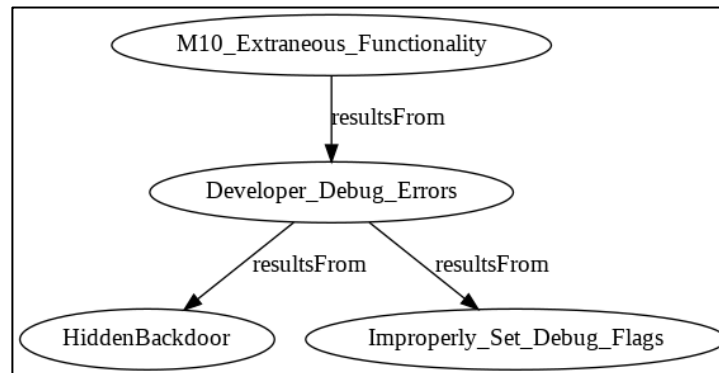 M10_Extraneous_Functionality
resultsFrom
Developer_Debug_Errors
resultsFrom
resultsFrom
HiddenBackdoor
Improperly_Set_Debug_Flags